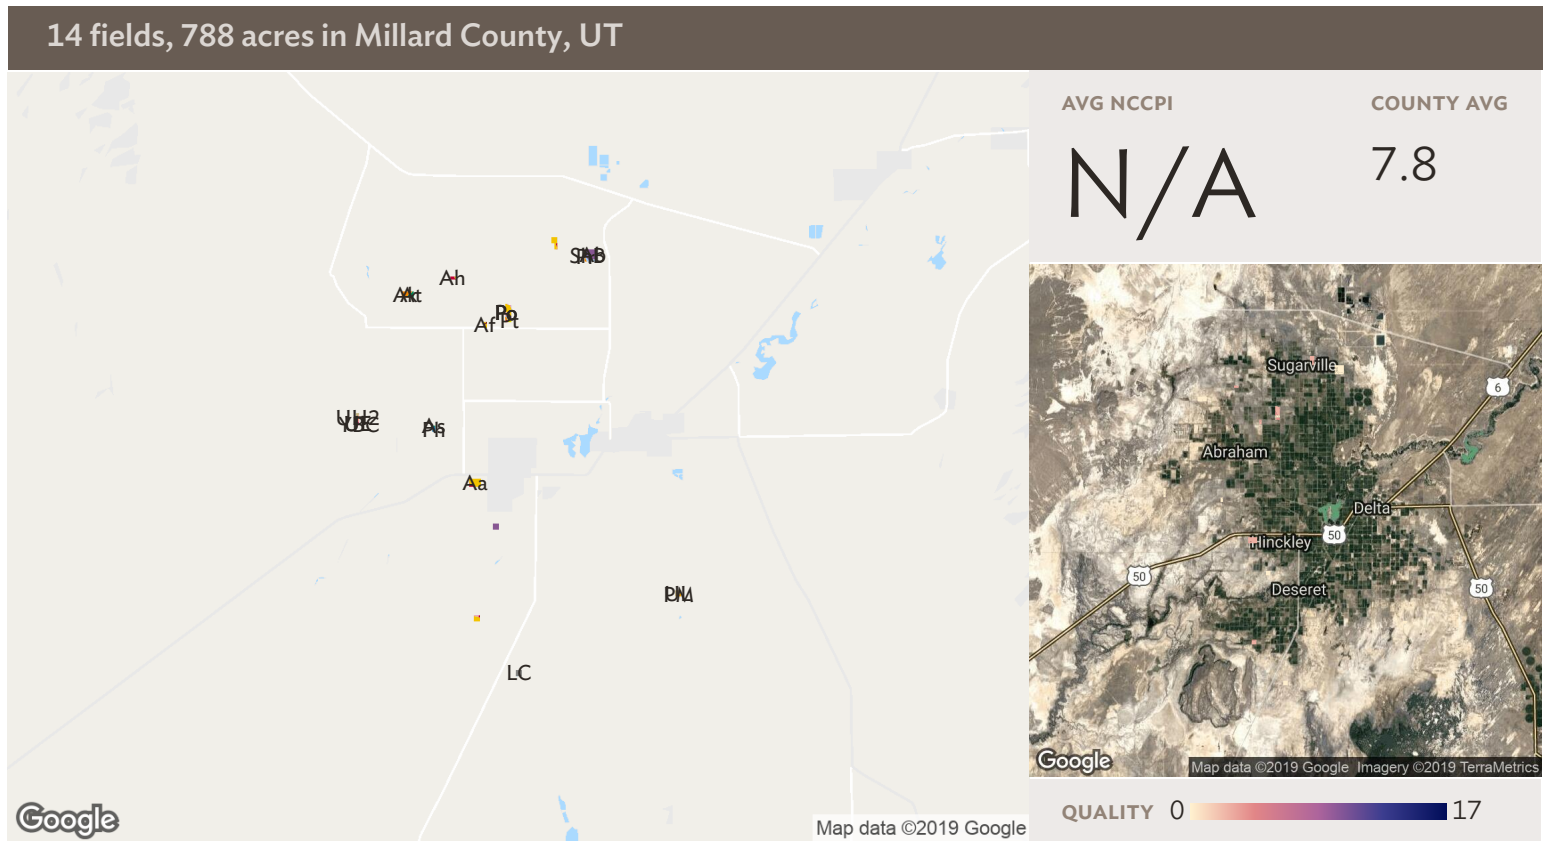 14 fields, 788 acres in Millard County, UT
AVG NCCPI
COUNTY AVG
N/A
7.8
Ah
Af
Pt
Aa
LC
Google
Map data ©2019 Google
Sugarville
6
Abraham
Delta
50
Hinckley
50
Deseret
50
Google
Map data ©2019 Google Imagery ©2019 TerraMetrics
QUALITY 0 17